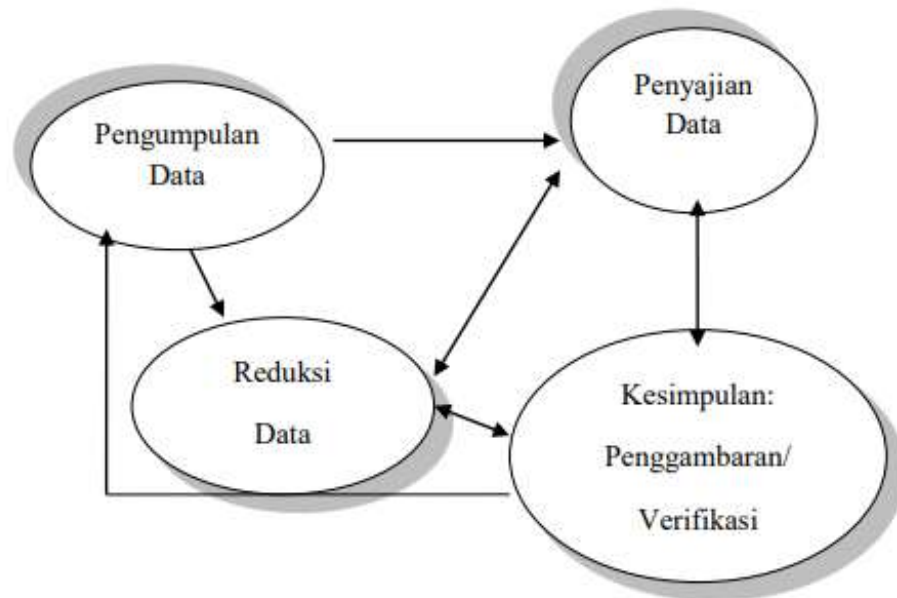 Pengumpulan
Data
Penyajian
Data
Reduksi
Data
Kesimpulan:
Penggambaran/
Verifikasi